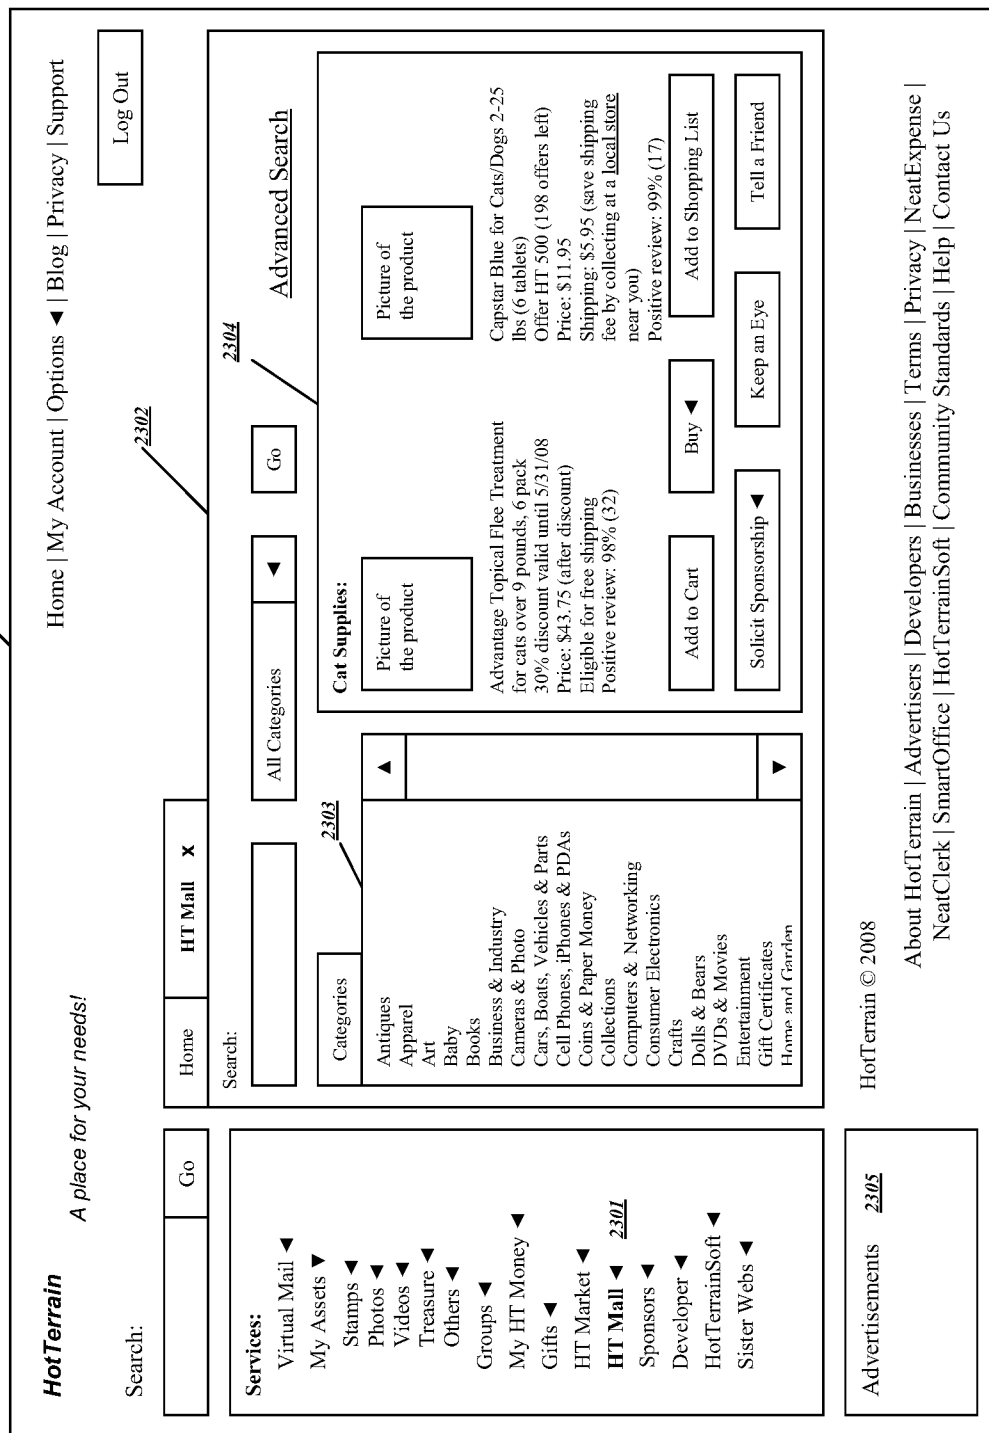 HotTerrain
A place for your needs!
Home | My Account | Options ◄ | Blog | Privacy | Support
Log Out
Search:
Go
Services:
Virtual Mail ◄
My Assets ▼
Stamps ◄
Photos ◄
Videos ◄
Treasure ◄
Others ◄
Groups ◄
My HT Money ◄
Gifts ◄
HT Market ◄
HT Mall ◄ 2301
Sponsors ◄
Developer ◄
HotTerrainSoft ◄
Sister Webs ◄
Advertisements 2305
Home
HT Mall x
2302
Search:
All Categories ◄
Go
Advanced Search
Categories
2303
Antiques
Apparel
Art
Baby
Books
Business & Industry
Cameras & Photo
Cars, Boats, Vehicles & Parts
Cell Phones, iPhones & PDAs
Coins & Paper Money
Collections
Computers & Networking
Consumer Electronics
Crafts
Dolls & Bears
DVDs & Movies
Entertainment
Gift Certificates
Home and Garden
2304
Cat Supplies:
Picture of
the product
Advantage Topical Flee Treatment
for cats over 9 pounds, 6 pack
30% discount valid until 5/31/08
Price: $43.75 (after discount)
Eligible for free shipping
Positive review: 98% (32)
Picture of
the product
Capstar Blue for Cats/Dogs 2-25
lbs (6 tablets)
Offer HT 500 (198 offers left)
Price: $11.95
Shipping: $5.95 (save shipping
fee by collecting at a local store
near you)
Positive review: 99% (17)
Add to Cart
Buy ◄
Add to Shopping List
Solicit Sponsorship ◄
Keep an Eye
Tell a Friend
HotTerrain © 2008
About HotTerrain | Advertisers | Developers | Businesses | Terms | Privacy | NeatExpense |
NeatClerk | SmartOffice | HotTerrainSoft | Community Standards | Help | Contact Us